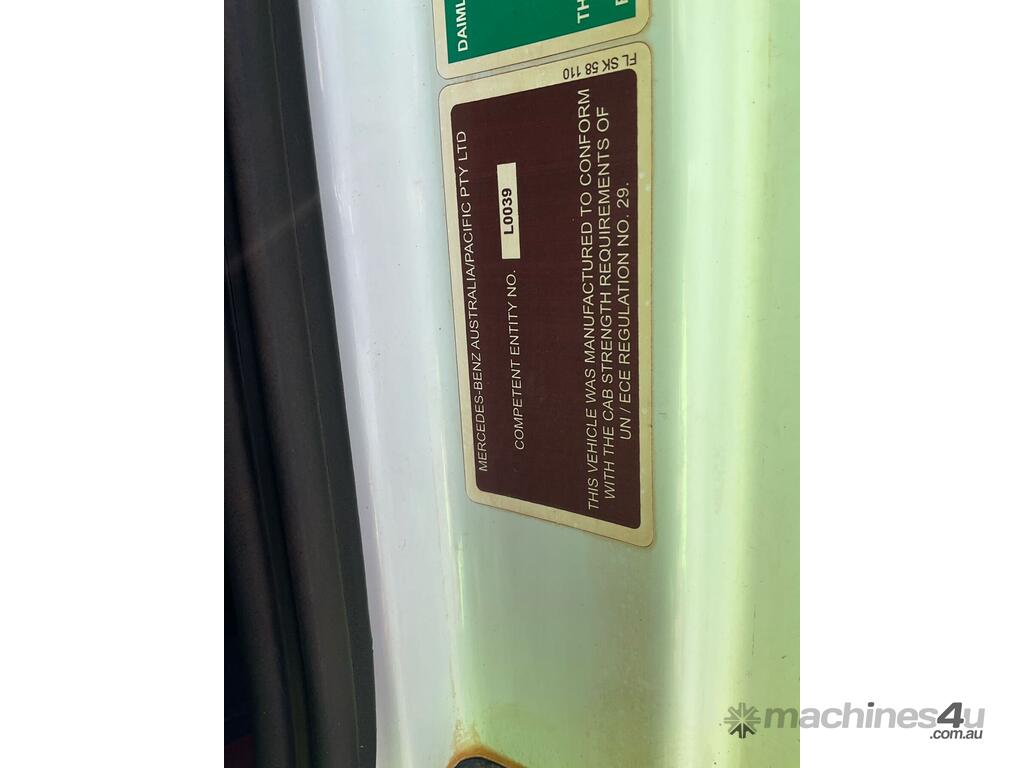 DAIML
TH
FL SK 58 110
MERCEDES-BENZ AUSTRALIA/PACIFIC PTY LTD
COMPETENT ENTITY NO. L0039
THIS VEHICLE WAS MANUFACTURED TO CONFORM
WITH THE CAB STRENGTH REQUIREMENTS OF
UN / ECE REGULATION NO. 29.
machines4u
.com.au